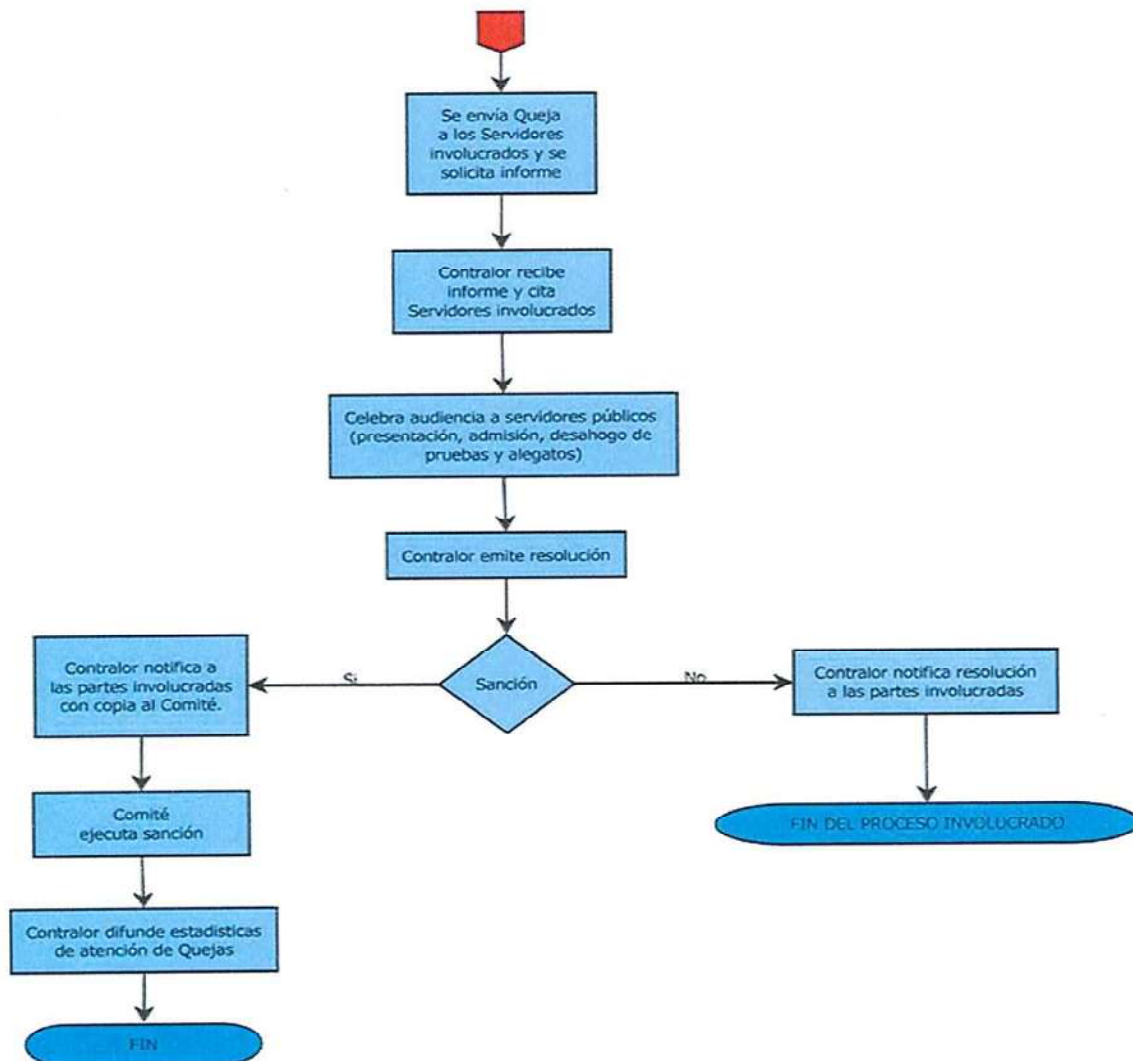 Se envía Queja
a los Servidores
involucrados y se
solicita informe
Contralor recibe
informe y cita
Servidores involucrados
Celebra audiencia a servidores públicos
(presentación, admisión, desahogo de
pruebas y alegatos)
Contralor emite resolución
Sanción
Si
No
Contralor notifica a
las partes involucradas
con copia al Comité.
Contralor notifica resolución
a las partes involucradas
Comité
ejecuta sanción
FIN DEL PROCESO INVOLUCRADO
Contralor difunde estadisticas
de atención de Quejas
FIN